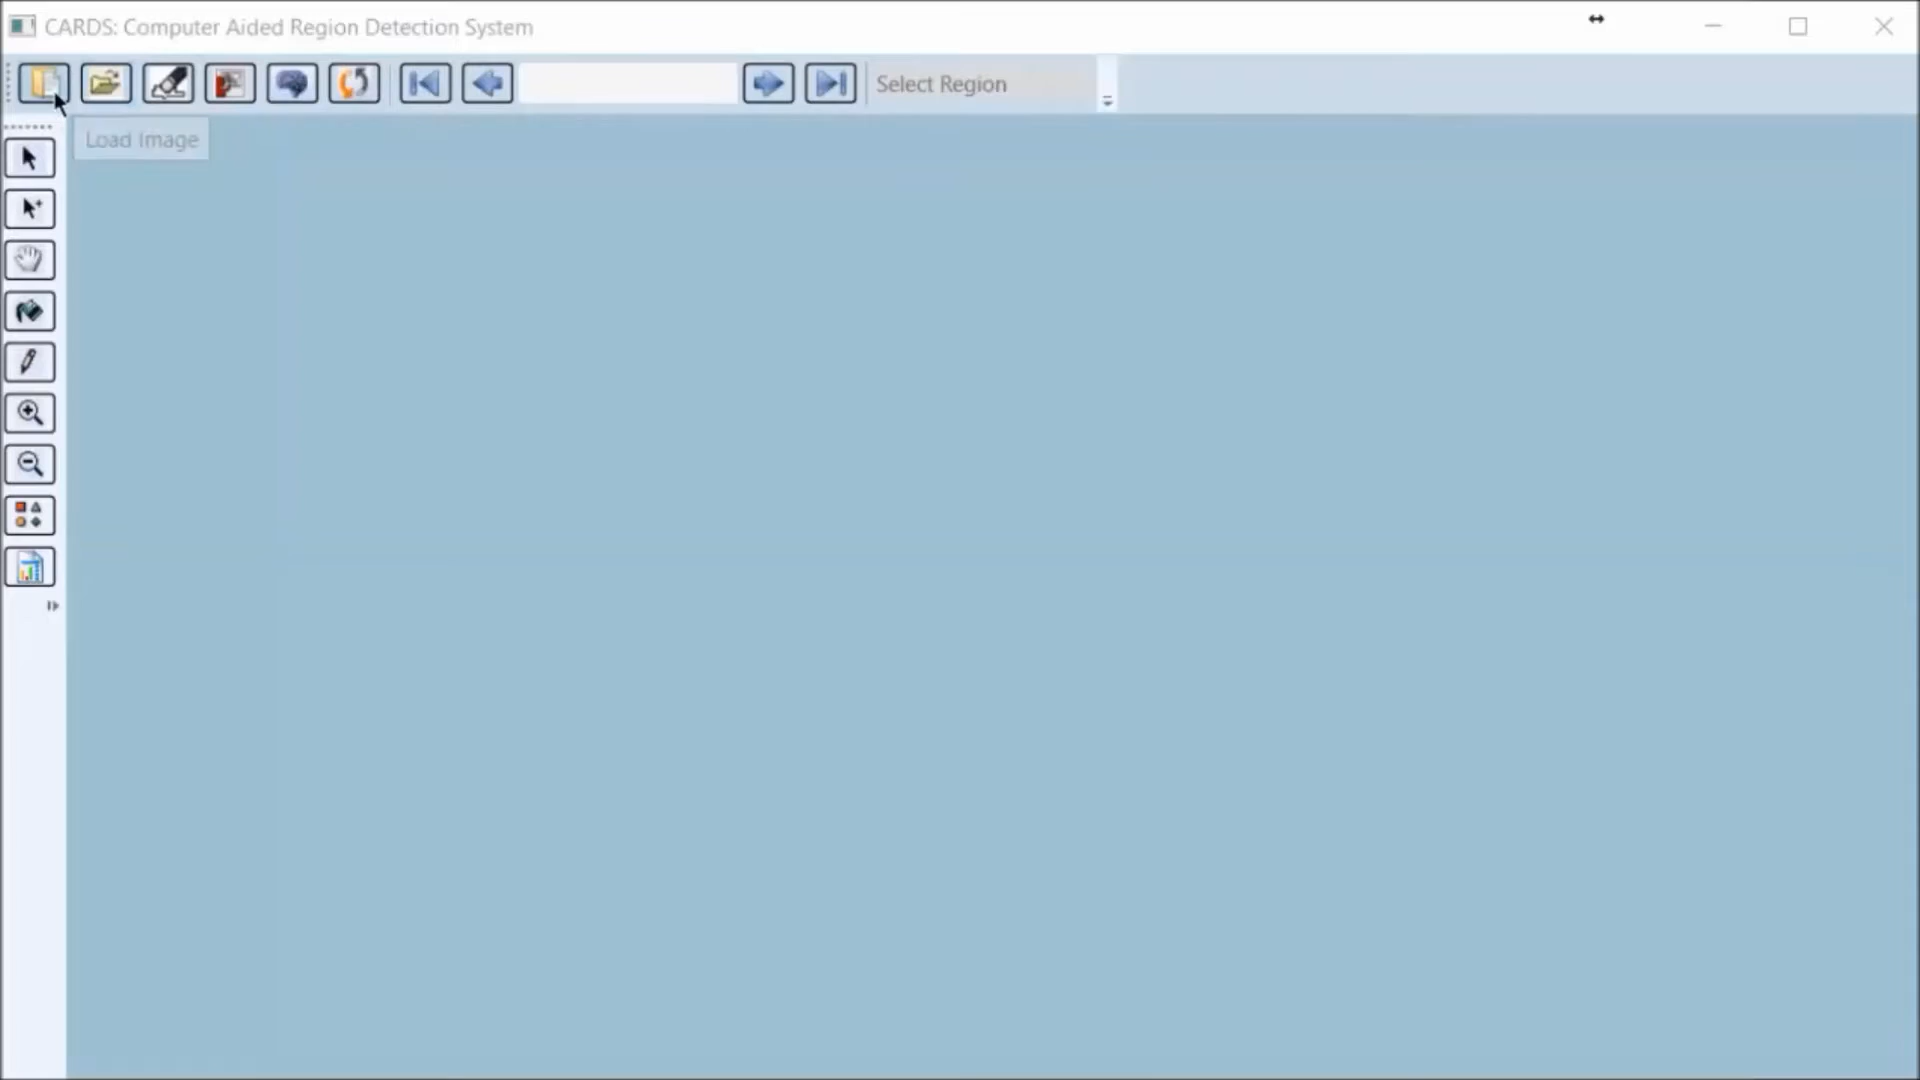 CARDS: Computer Aided Region Detection System
Select Region
Load Image